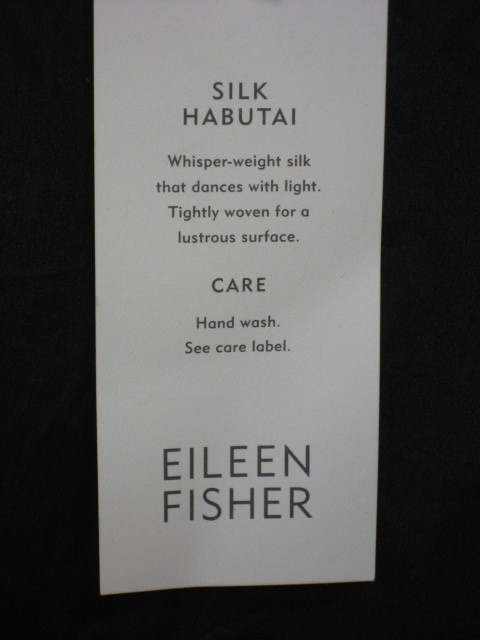 SILK
HABUTAI
Whisper-weight silk
that dances with light.
Tightly woven for a
lustrous surface.
CARE
Hand wash.
See care label.
EILEEN
FISHER